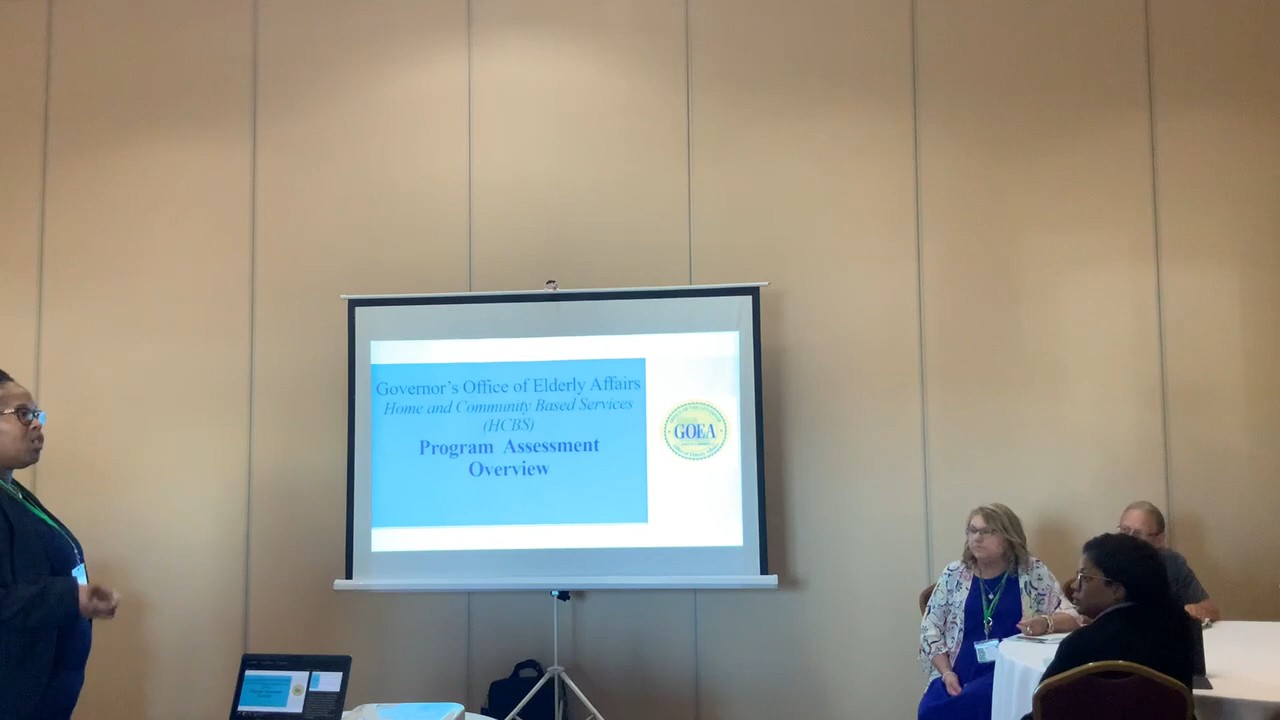 Governor's Office of Elderly Affairs
Home and Community Based Services
(HCBS)
Program Assessment
Overview
GOEA